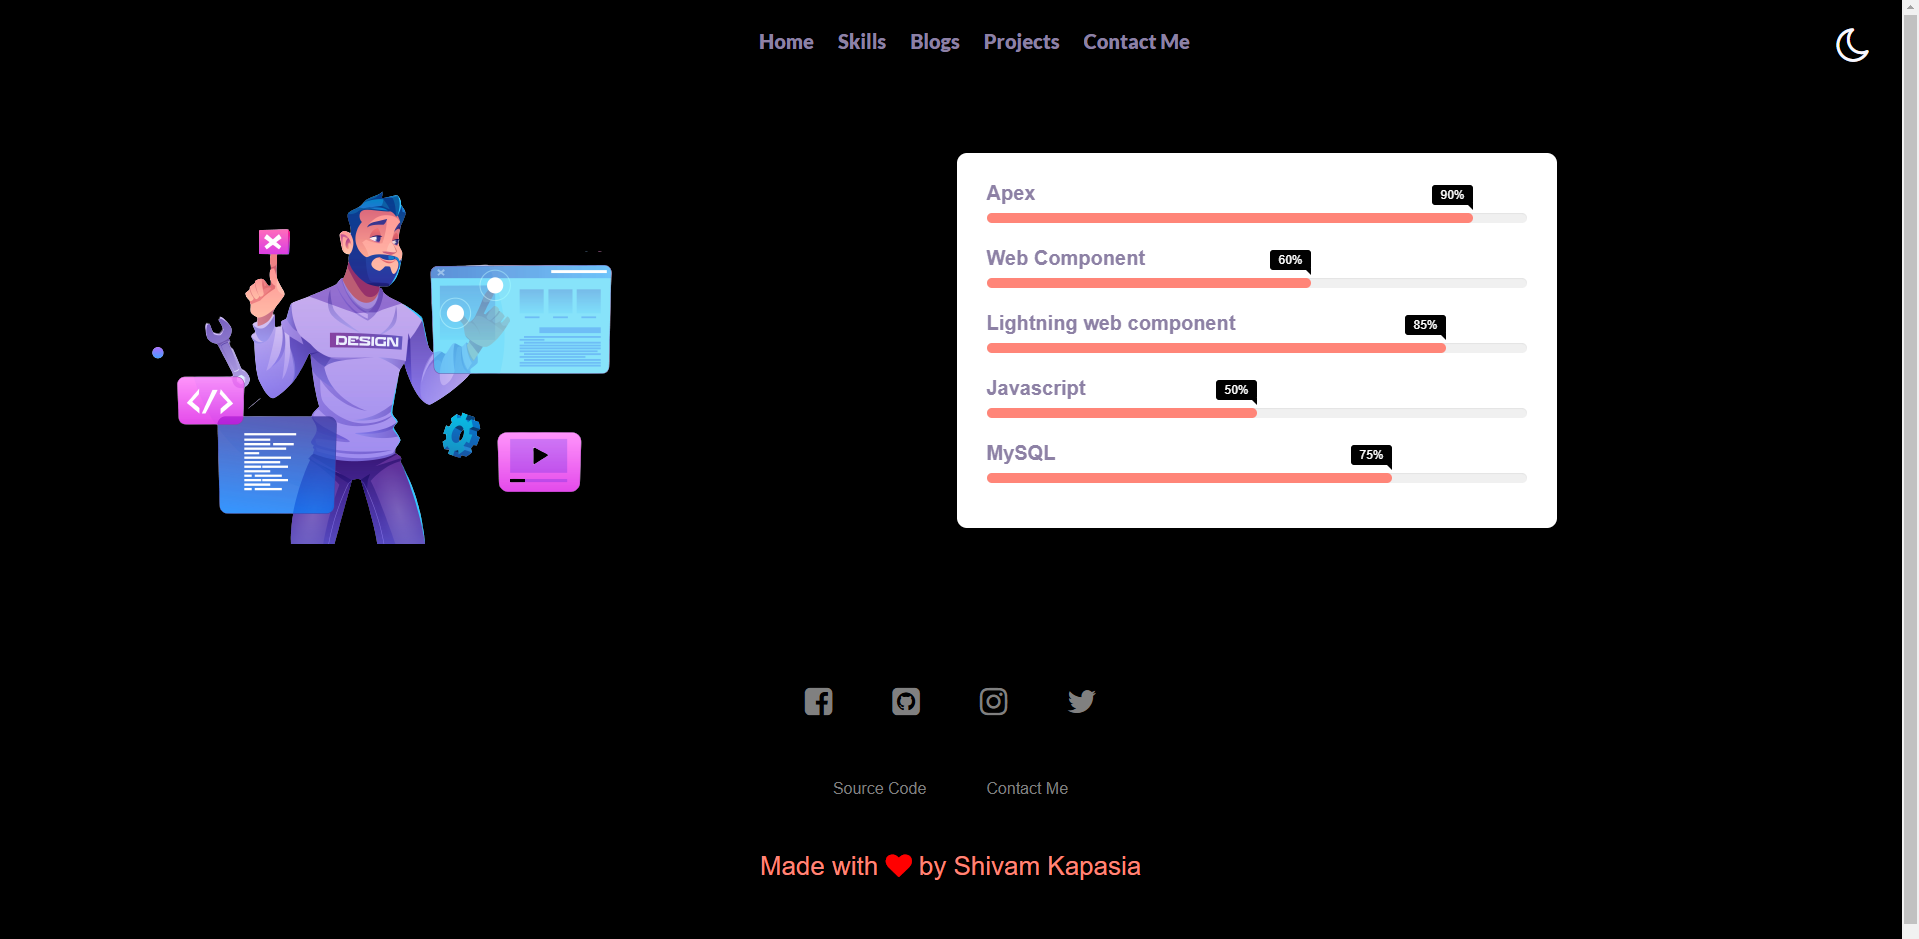 Home Skills Blogs Projects Contact Me
DESIGN
</>
Apex 90%
Web Component 60%
Lightning web component 85%
Javascript 50%
MySQL 75%
Source Code Contact Me
Made with ❤ by Shivam Kapasia